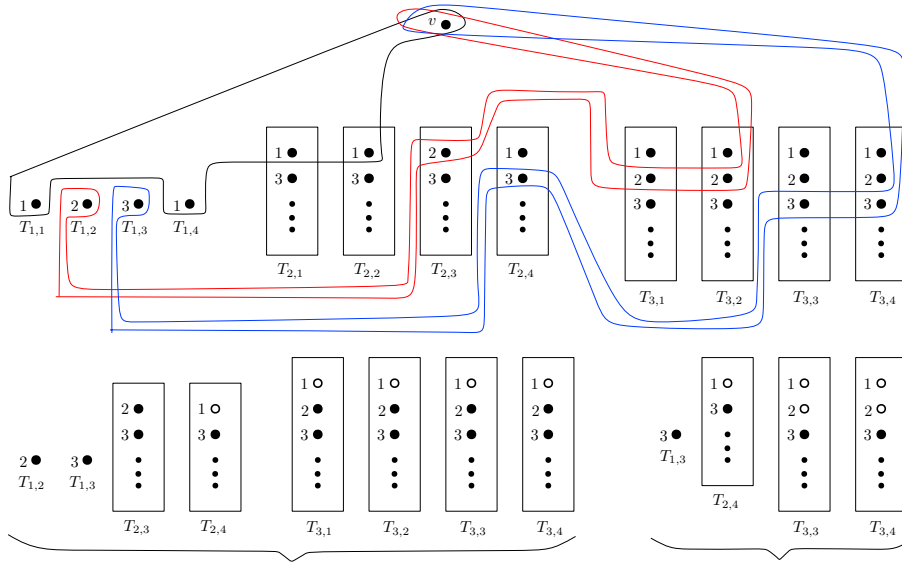 v
1 1 2 1 1 1 1 1
3 3 3 3 2 2 2 2
1 2 3 1 3 3 3 3
T1,1 T1,2 T1,3 T1,4
T2,1 T2,2 T2,3 T2,4
T3,1 T3,2 T3,3 T3,4
1 1 1 1 1 1 1
2 1 2 2 2 2 3 2 2
3 3 3 3 3 3 3 3 3
2 3
T1,2 T1,3 T1,3
T2,4
T2,3 T2,4 T3,1 T3,2 T3,3 T3,4 T3,3 T3,4